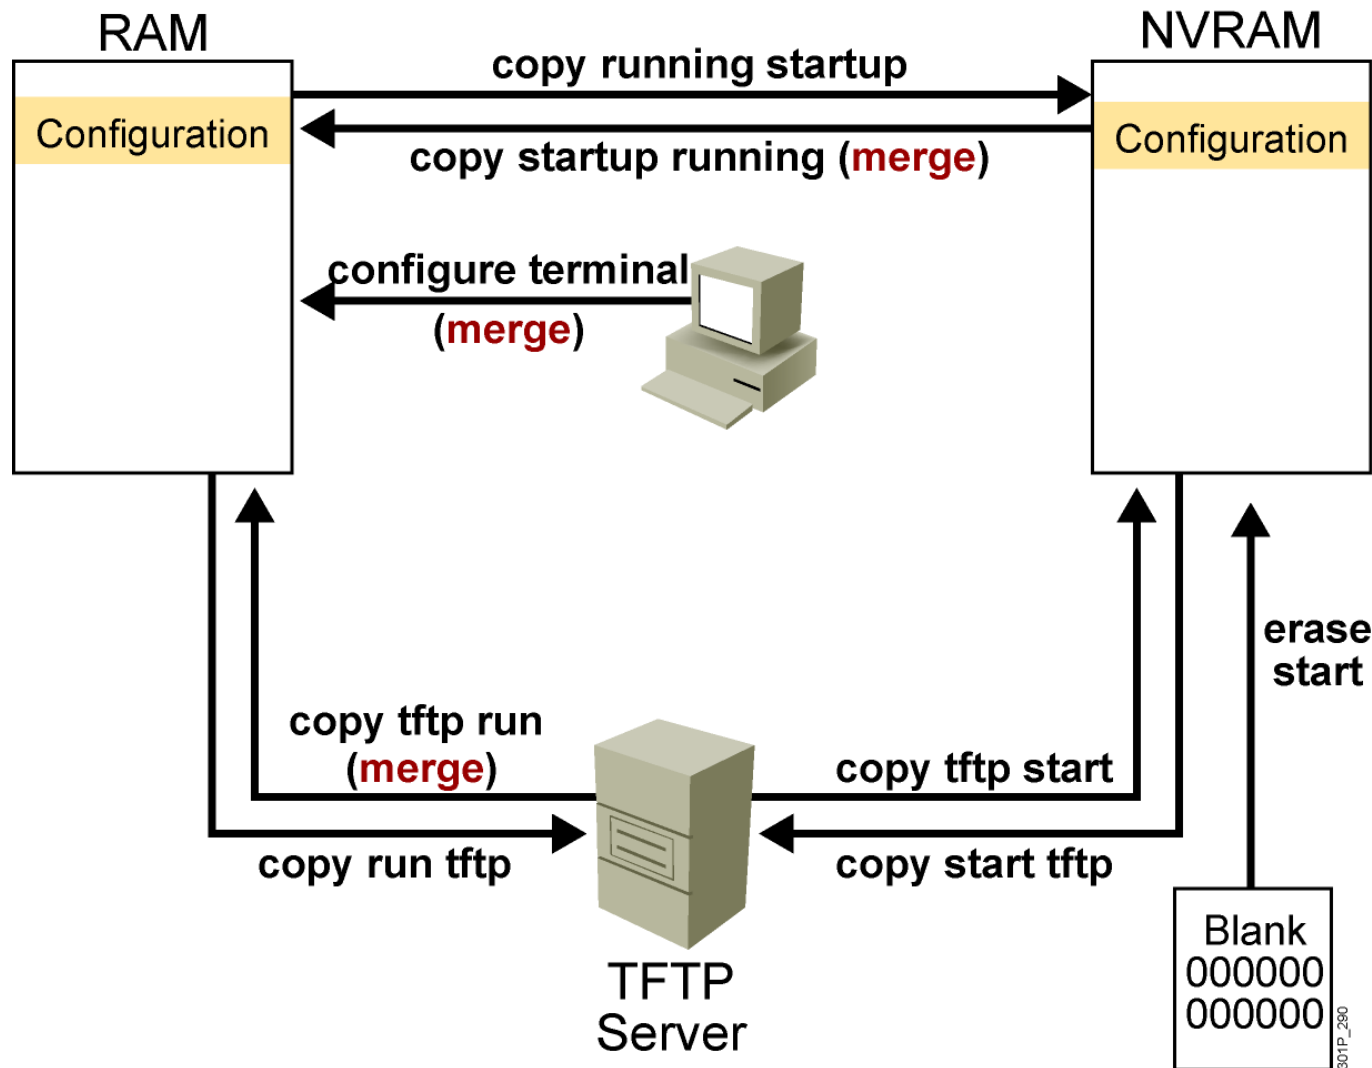 RAM
NVRAM
copy running startup
Configuration
Configuration
copy startup running (merge)
configure terminal
(merge)
erase
start
copy tftp run
(merge)
copy tftp start
copy run tftp
copy start tftp
Blank
000000
000000
TFTP
Server
301P_290